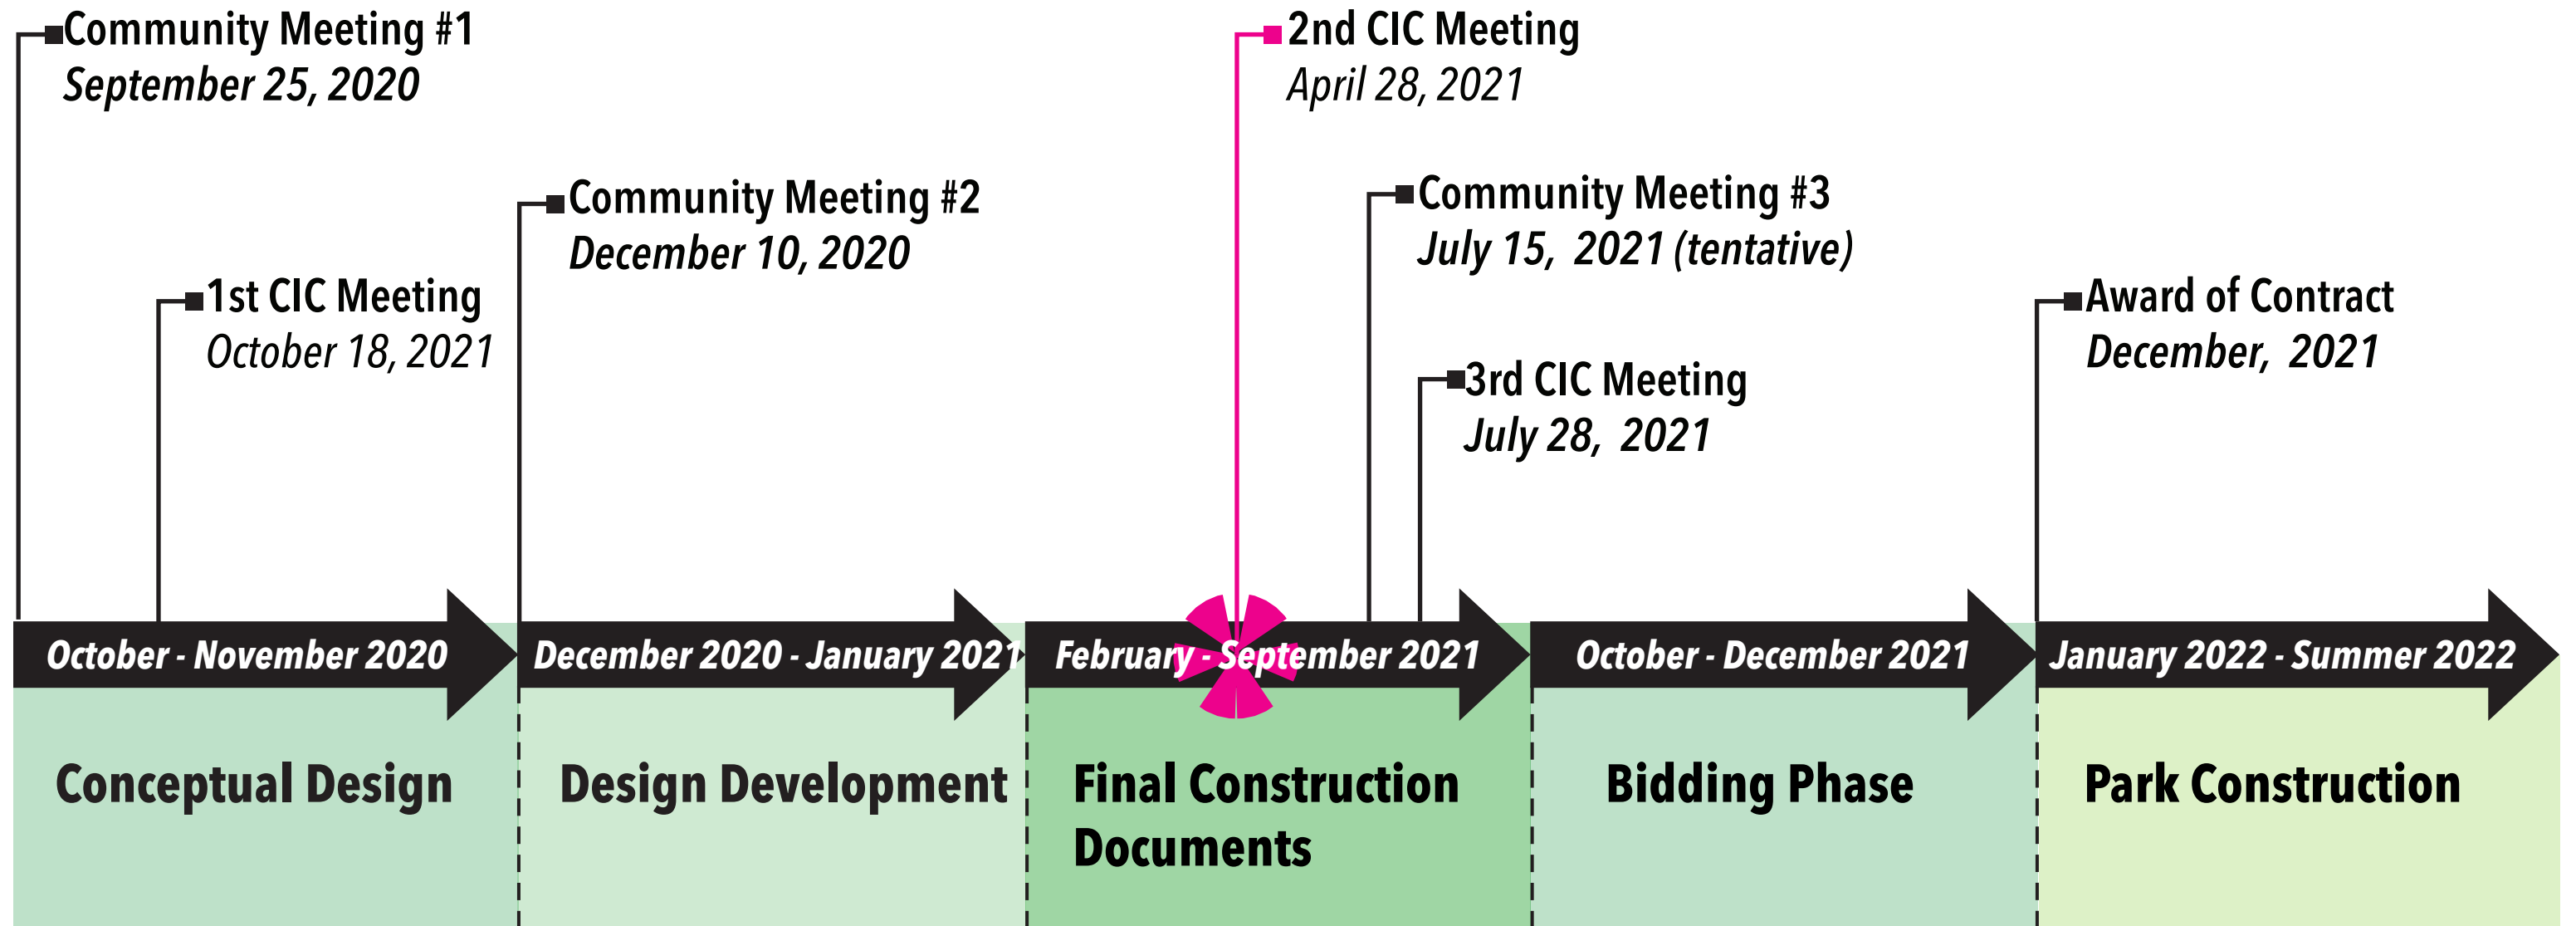 Community Meeting #1
September 25, 2020
2nd CIC Meeting
April 28, 2021
Community Meeting #2
December 10, 2020
Community Meeting #3
July 15, 2021 (tentative)
1st CIC Meeting
October 18, 2021
Award of Contract
December, 2021
3rd CIC Meeting
July 28, 2021
October - November 2020
December 2020 - January 2021
February - September 2021
October - December 2021
January 2022 - Summer 2022
Conceptual Design
Design Development
Final Construction
Documents
Bidding Phase
Park Construction